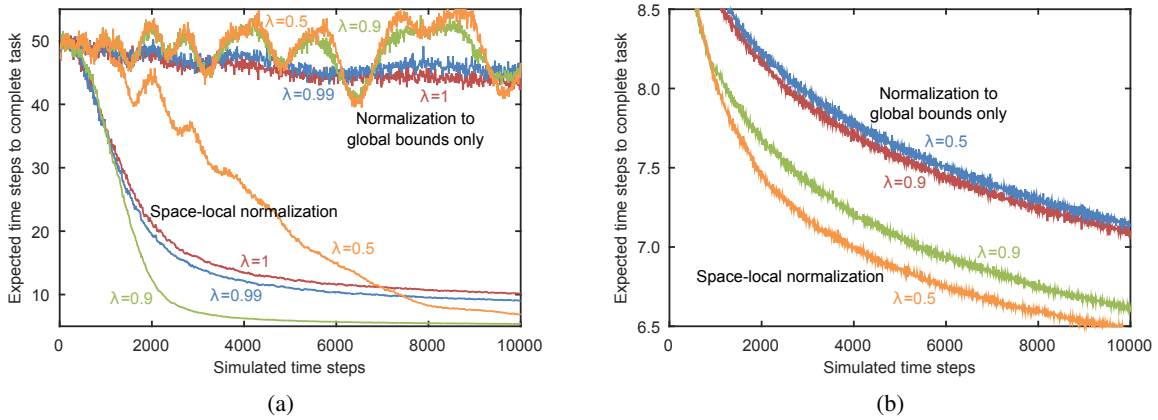 Expected time steps to complete task
50
40
30
20
10
λ=0.5
λ=0.9
λ=0.99
λ=1
Normalization to
global bounds only
Space-local normalization
λ=0.5
λ=1
λ=0.99
λ=0.9
0 2000 4000 6000 8000 10000
Simulated time steps
(a)
Expected time steps to complete task
8.5
8.0
7.5
7.0
6.5
Normalization to
global bounds only
λ=0.5
λ=0.9
λ=0.9
Space-local normalization
λ=0.5
0 2000 4000 6000 8000 10000
Simulated time steps
(b)